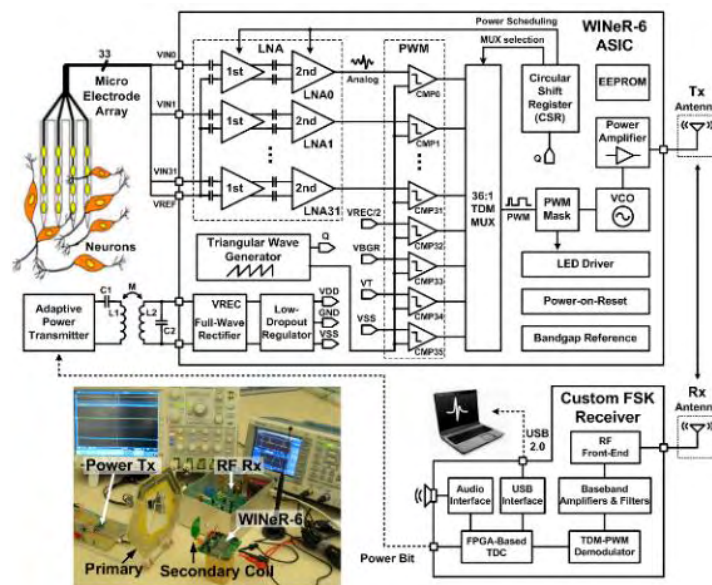 33
Micro
Electrode
Array
Neurons
VIN0
VIN1
VIN31
VREF
LNA
1st
2nd
LNA0
1st
2nd
LNA1
1st
2nd
LNA31
Analog
Power Scheduling
MUX selection
PWM
CMP0
CMP1
CMP31
CMP32
CMP33
CMP34
CMP35
VREC/2
VBGR
VT
VSS
36:1
TDM
MUX
WINeR-6
ASIC
Circular
Shift
Register
(CSR)
Q
EEPROM
Power
Amplifier
PWM
PWM
Mask
VCO
LED Driver
Power-on-Reset
Bandgap Reference
Tx
Antenn
Triangular Wave
Generator
Q
Adaptive
Power
Transmitter
C1
M
L1
L2
C2
VREC
Full-Wave
Rectifier
Low-
Dropout
Regulator
VDD
GND
VSS
Power Tx
RF Rx
WINeR-6
Primary
Secondary Coil
Power Bit
USB
2.0
Custom FSK
Receiver
RF
Front-End
Audio
Interface
USB
Interface
Baseband
Amplifiers & Filters
FPGA-Based
TDC
TDM-PWM
Demodulator
Rx
Antenn